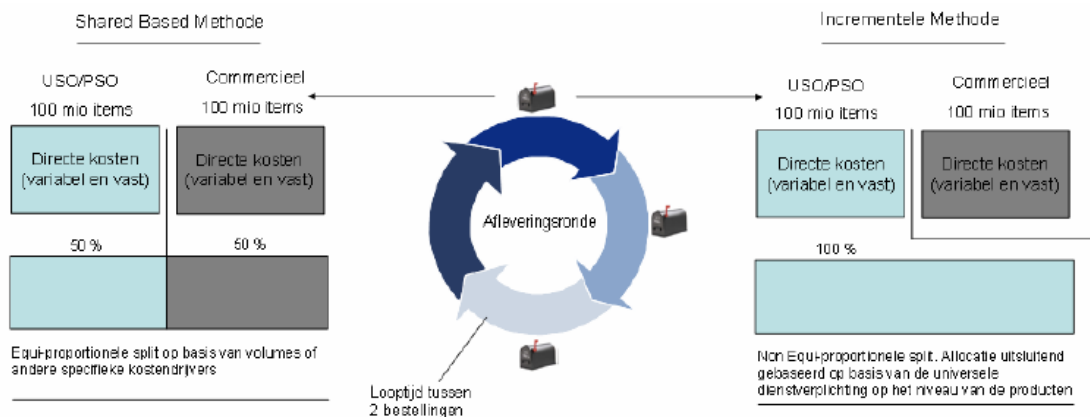 Shared Based Methode
USO/PSO
100 mio items
Commercieel
100 mio items
Directe kosten
(variabel en vast)
Directe kosten
(variabel en vast)
50 %
50 %
Equi-proportionele split op basis van volumes of
andere specifieke kostendrijvers
Afleveringsronde
Looptijd tussen
2 bestellingen
Incrementele Methode
USO/PSO
100 mio items
Commercieel
100 mio items
Directe kosten
(variabel en vast)
Directe kosten
(variabel en vast)
100 %
Non Equi-proportionele split. Allocatie uitsluitend
gebaseerd op basis van de universele
dienstverplichting op het niveau van de producten